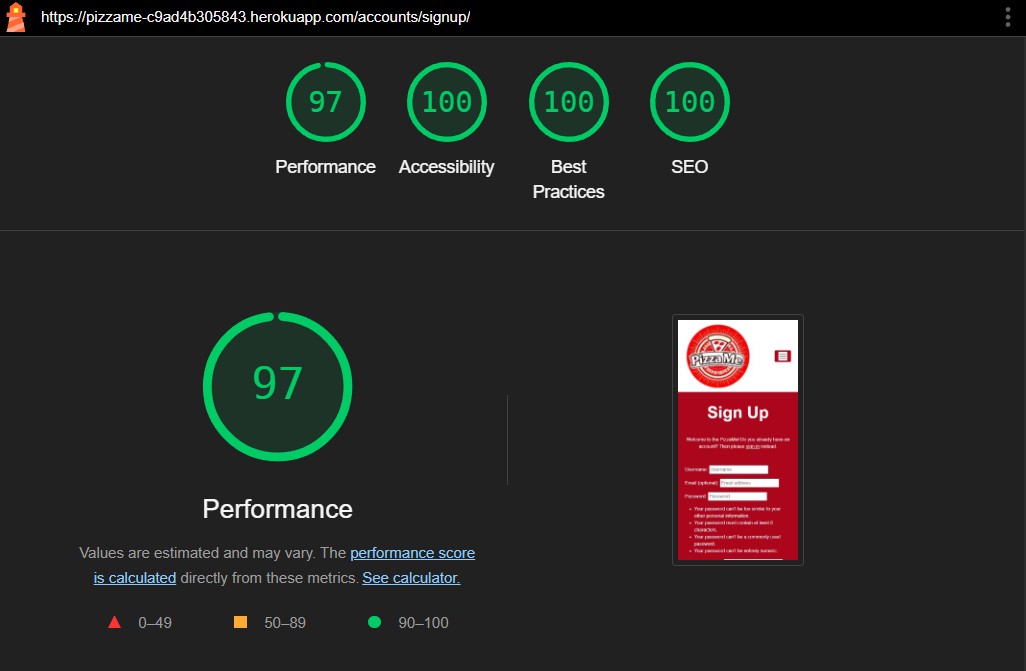 https://pizzame-c9ad4b305843.herokuapp.com/accounts/signup/
97
100
100
100
Performance
Accessibility
Best
Practices
SEO
97
Performance
Values are estimated and may vary. The performance score
is calculated directly from these metrics. See calculator.
0–49
50–89
90–100
PizzaMe
Sign Up
Welcome to the PizzaMe! Do you already have an
account? Then please sign in instead.
Username: Username
Email (optional): Email address
Password: Password
Your password can't be too similar to your
other personal information.
Your password must contain at least 8
characters.
Your password can't be a commonly used
password.
Your password can't be entirely numeric.